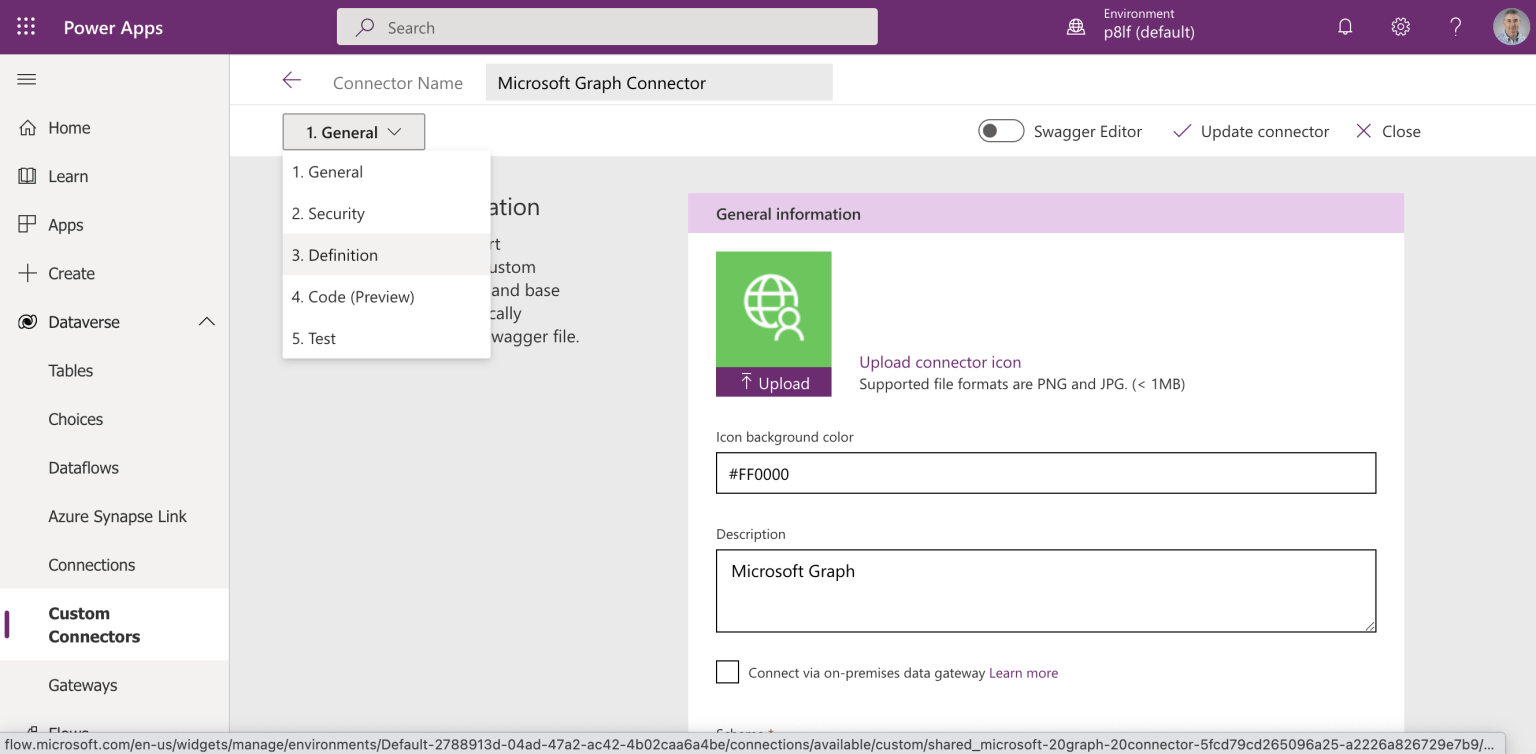 Power Apps
Search
Environment
p8lf (default)
?
Connector Name
Microsoft Graph Connector
1. General
Swagger Editor
Update connector
Close
Home
Learn
Apps
Create
Dataverse
Tables
Choices
Dataflows
Azure Synapse Link
Connections
Custom
Connectors
Gateways
1. General
2. Security
3. Definition
4. Code (Preview)
5. Test
ation
rt
ustom
and base
cally
wagger file.
General information
Upload
Upload connector icon
Supported file formats are PNG and JPG. (< 1MB)
Icon background color
#FF0000
Description
Microsoft Graph
Connect via on-premises data gateway Learn more
flow.microsoft.com/en-us/widgets/manage/environments/Default-2788913d-04ad-47a2-ac42-4b02caa6a4be/connections/available/custom/shared_microsoft-20graph-20connector-5fcd79cd265096a25-a2226a826729e7b9/...